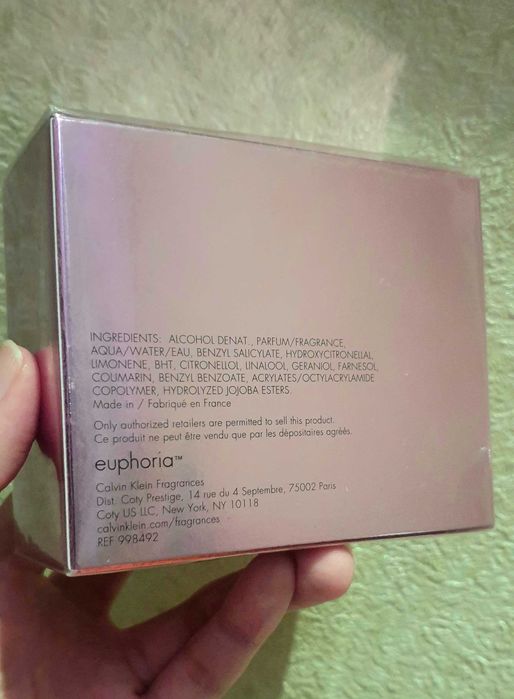 INGREDIENTS: ALCOHOL DENAT., PARFUM/FRAGRANCE,
AQUA/WATER/EAU, BENZYL SALICYLATE, HYDROXYCITRONELLAL,
LIMONENE, BHT, CITRONELLOL, LINALOOL, GERANIOL, FARNESOL,
COUMARIN, BENZYL BENZOATE, ACRYLATES/OCTYLACRYLAMIDE
COPOLYMER, HYDROLYZED JOJOBA ESTERS.
Made in / Fabriqué en France
Only authorized retailers are permitted to sell this product.
Ce produit ne peut être vendu que par les dépositaires agréés.
euphoria™
Calvin Klein Fragrances
Dist. Coty Prestige, 14 rue du 4 Septembre, 75002 Paris
Coty US LLC, New York, NY 10118
calvinklein.com/fragrances
REF 998492